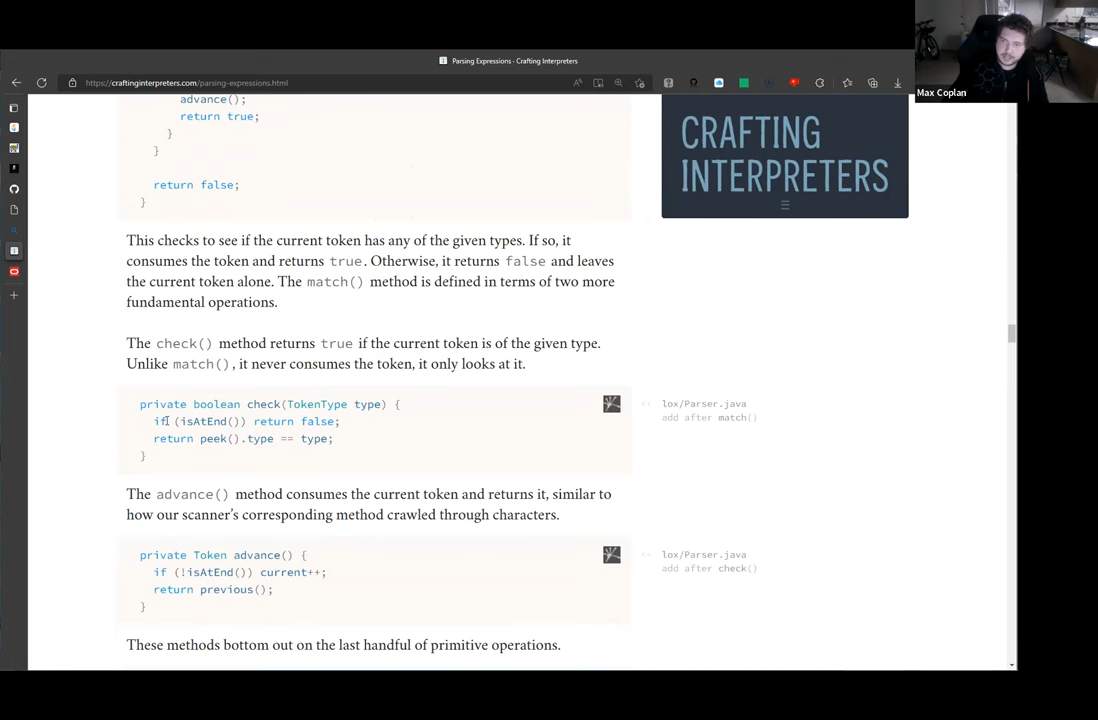 Parsing Expressions · Crafting Interpreters
https://craftinginterpreters.com/parsing-expressions.html
Max Coplan
advance();
return true;
}
}
return false;
}
CRAFTING
INTERPRETERS
This checks to see if the current token has any of the given types. If so, it
consumes the token and returns true. Otherwise, it returns false and leaves
the current token alone. The match() method is defined in terms of two more
fundamental operations.
The check() method returns true if the current token is of the given type.
Unlike match(), it never consumes the token, it only looks at it.
private boolean check(TokenType type) {
if (isAtEnd()) return false;
return peek().type == type;
}
lox/Parser.java
add after match()
The advance() method consumes the current token and returns it, similar to
how our scanner's corresponding method crawled through characters.
private Token advance() {
if (!isAtEnd()) current++;
return previous();
}
lox/Parser.java
add after check()
These methods bottom out on the last handful of primitive operations.